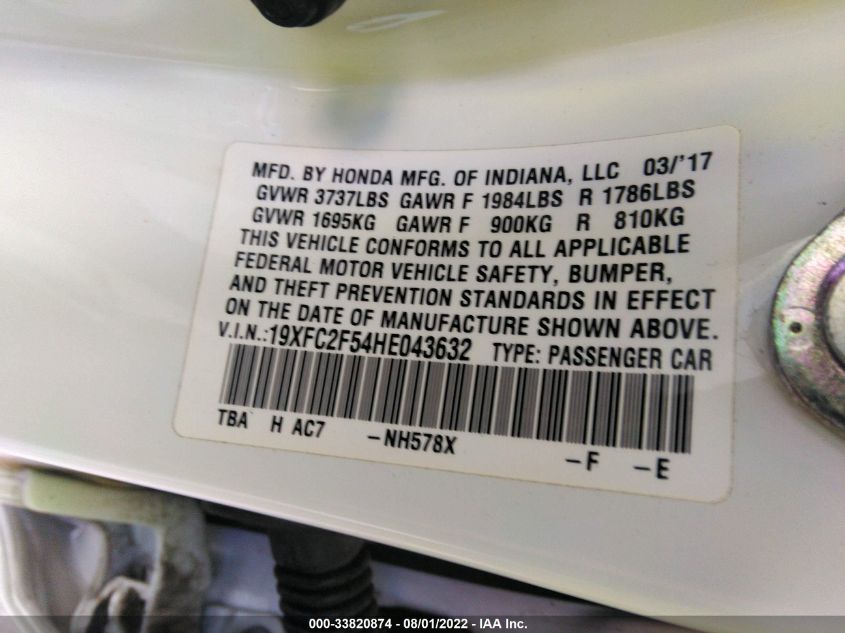 MFD. BY HONDA MFG. OF INDIANA, LLC 03/'17
GVWR 3737LBS GAWR F 1984LBS R 1786LBS
GVWR 1695KG GAWR F 900KG R 810KG
THIS VEHICLE CONFORMS TO ALL APPLICABLE
FEDERAL MOTOR VEHICLE SAFETY, BUMPER,
AND THEFT PREVENTION STANDARDS IN EFFECT
ON THE DATE OF MANUFACTURE SHOWN ABOVE.
V.I.N.:19XFC2F54HE043632 TYPE: PASSENGER CAR
TBA H AC7 -NH578X -F -E
000-33820874 - 08/01/2022 - IAA Inc.